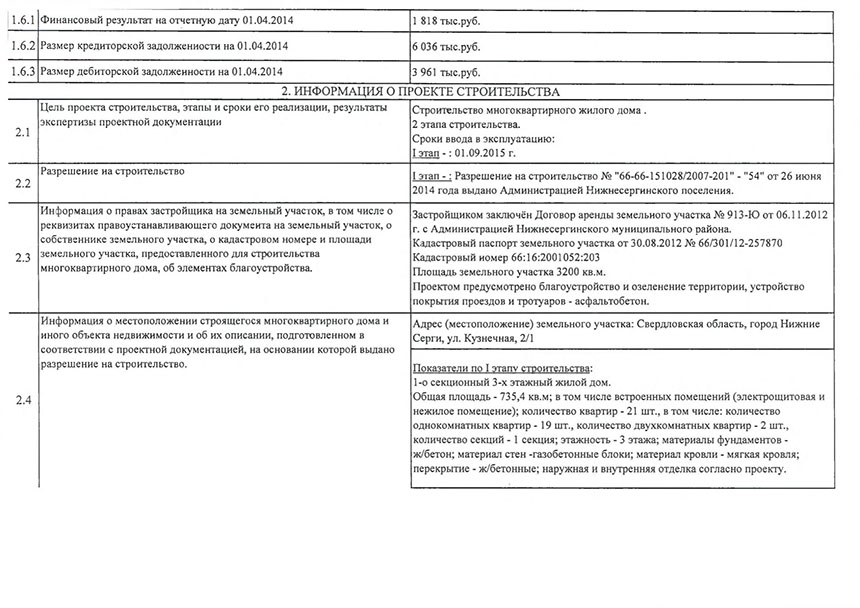 1.6.1 Финансовый результат на отчетную дату 01.04.2014
1 818 тыс.руб.
1.6.2 Размер кредиторской задолженности на 01.04.2014
6 036 тыс.руб.
1.6.3 Размер дебиторской задолженности на 01.04.2014
3 961 тыс.руб.
2. ИНФОРМАЦИЯ О ПРОЕКТЕ СТРОИТЕЛЬСТВА
2.1
Цель проекта строительства, этапы и сроки его реализации, результаты
экспертизы проектной документации
Строительство многоквартирного жилого дома .
2 этапа строительства.
Сроки ввода в эксплуатацию:
I этап - : 01.09.2015 г.
2.2
Разрешение на строительство
I этап - : Разрешение на строительство № "66-66-151028/2007-201" - "54" от 26 июня
2014 года выдано Администрацией Нижнесергинского поселения.
2.3
Информация о правах застройщика на земельный участок, в том числе о
реквизитах правоустанавливающего документа на земельный участок, о
собственнике земельного участка, о кадастровом номере и площади
земельного участка, предоставленного для строительства
многоквартирного дома, об элементах благоустройства.
Застройщиком заключён Договор аренды земельного участка № 913-Ю от 06.11.2012
г. с Администрацией Нижнесергинского муниципального района.
Кадастровый паспорт земельного участка от 30.08.2012 № 66/301/12-257870
Кадастровый номер 66:16:2001052:203
Площадь земельного участка 3200 кв.м.
Проектом предусмотрено благоустройство и озеленение территории, устройство
покрытия проездов и тротуаров - асфальтобетон.
2.4
Информация о местоположении строящегося многоквартирного дома и
иного объекта недвижимости и об их описании, подготовленном в
соответствии с проектной документацией, на основании которой выдано
разрешение на строительство.
Адрес (местоположение) земельного участка: Свердловская область, город Нижние
Серги, ул. Кузнечная, 2/1
Показатели по I этапу строительства:
1-о секционный 3-х этажный жилой дом.
Общая площадь - 735,4 кв.м; в том числе встроенных помещений (электрощитовая и
нежилое помещение); количество квартир - 21 шт., в том числе: количество
однокомнатных квартир - 19 шт., количество двухкомнатных квартир - 2 шт.,
количество секций - 1 секция; этажность - 3 этажа; материалы фундаментов -
ж/бетон; материал стен -газобетонные блоки; материал кровли - мягкая кровля;
перекрытие - ж/бетонные; наружная и внутренняя отделка согласно проекту.